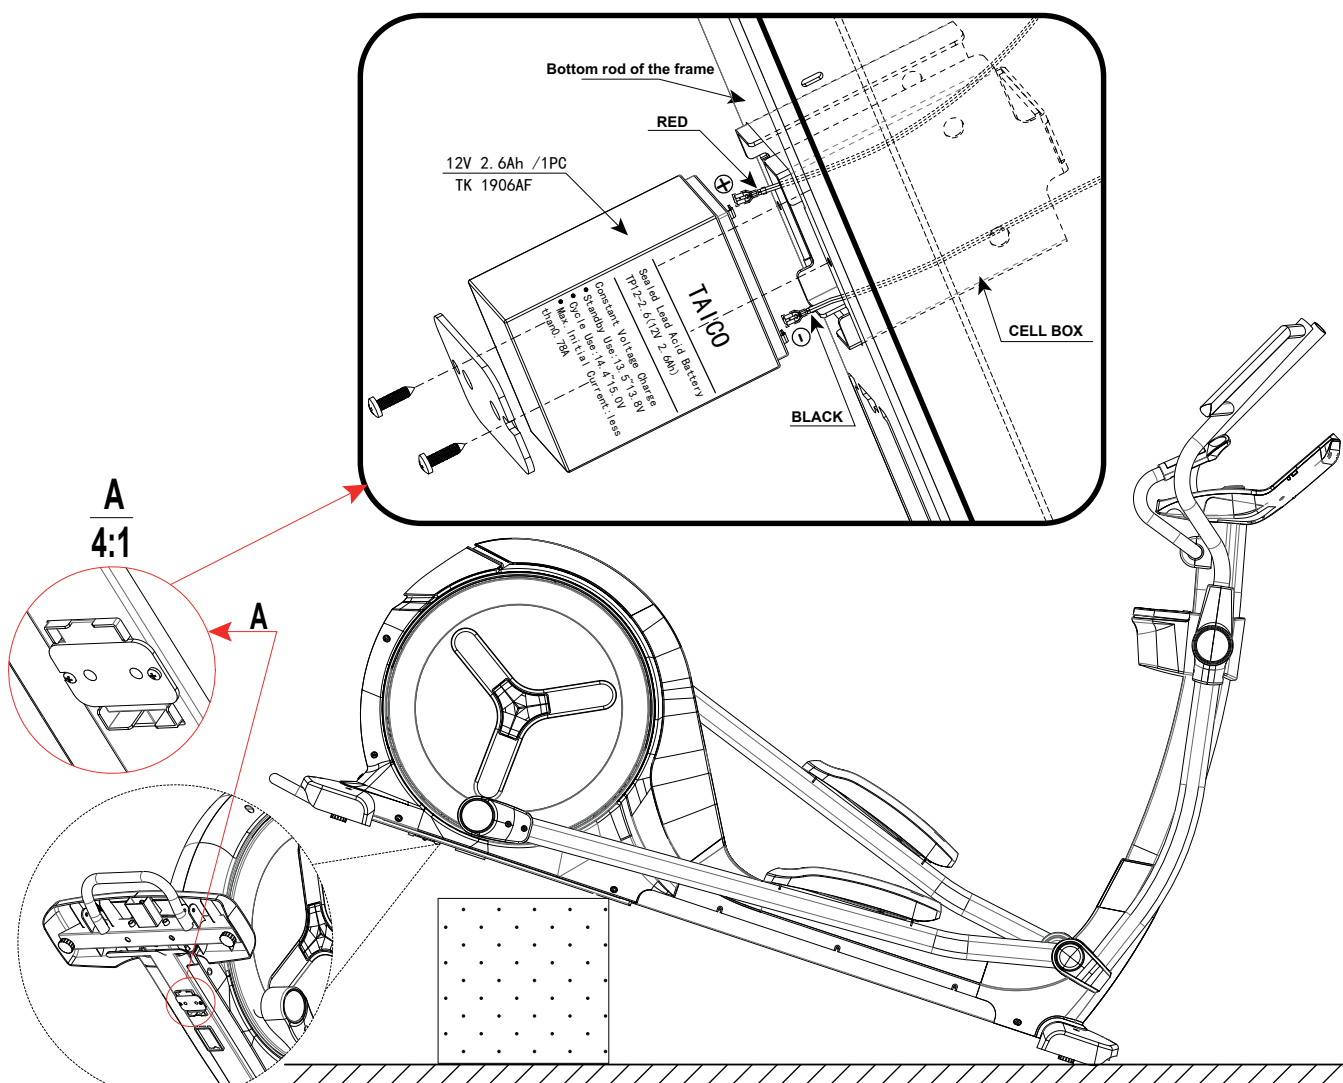 Bottom rod of the frame
RED
12V 2.6Ah /1PC
TK 1906AF
+
TAICO
Sealed Lead Acid Battery
TP12-2.6(12V 2.6Ah)
Constant Voltage Charge
● Standby Use:13.5~13.8V
● Cycle Use:14.4~15.0V
● Max.Initial Current:less
than0.78A
-
BLACK
CELL BOX
A
4:1
A